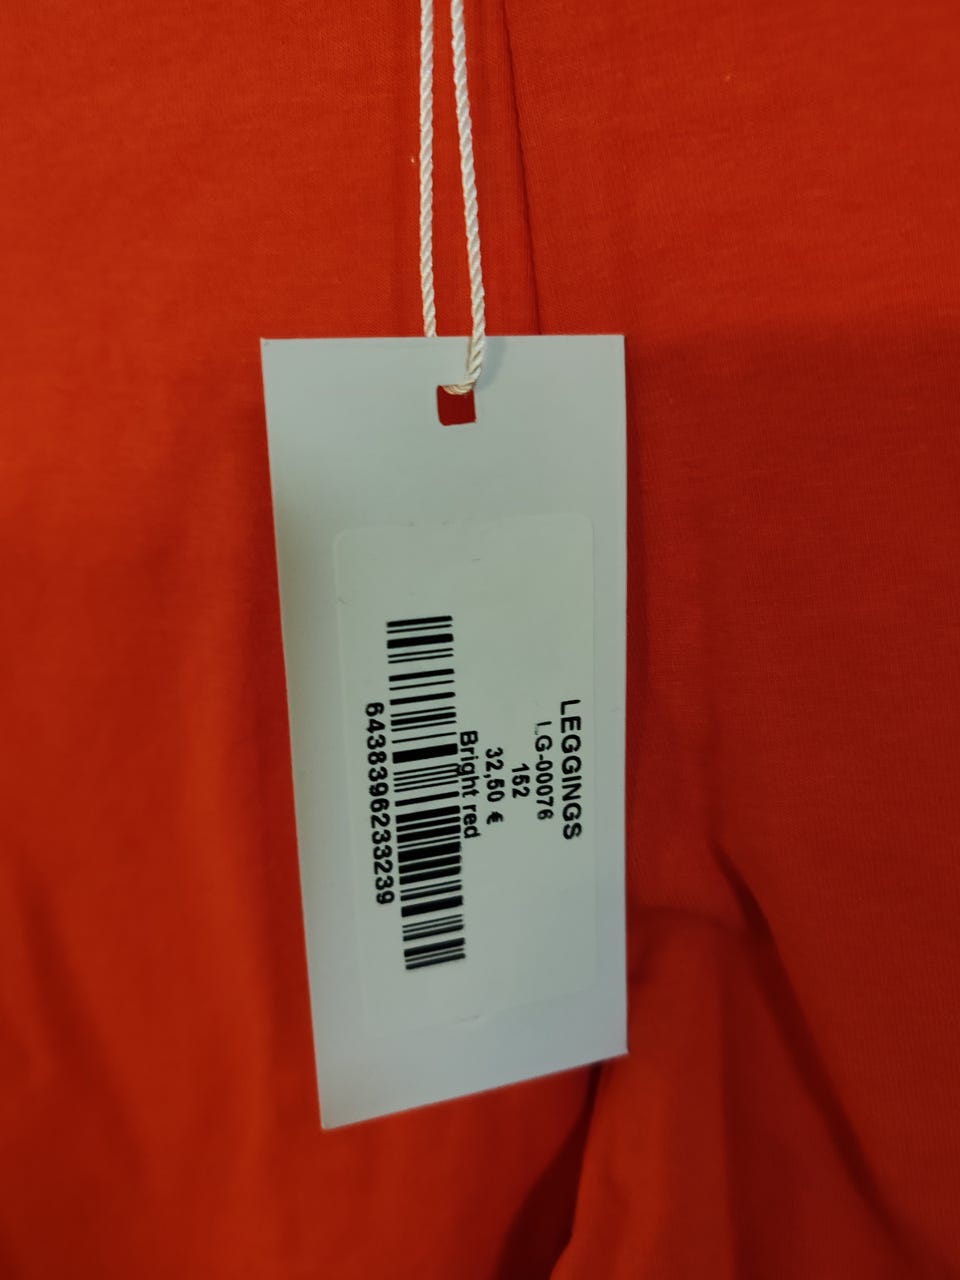 LEGGINGS
LG-00076
152
32,50 €
Bright red
6438396233239